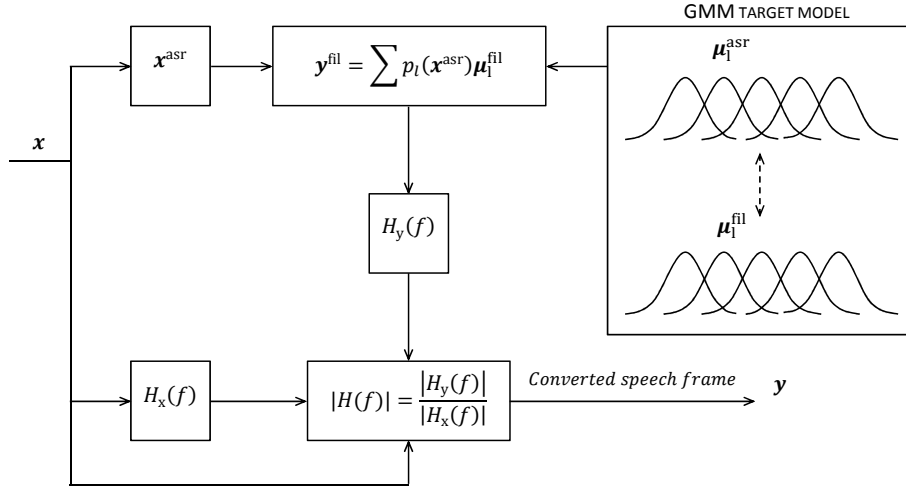 GMM TARGET MODEL
𝒙^asr
𝒚^fil = ∑ p_l(𝒙^asr)𝝁_l^fil
𝝁_l^asr
𝒙
H_y(f)
𝝁_l^fil
H_x(f)
|H(f)| = |H_y(f)| / |H_x(f)|
Converted speech frame
𝒚